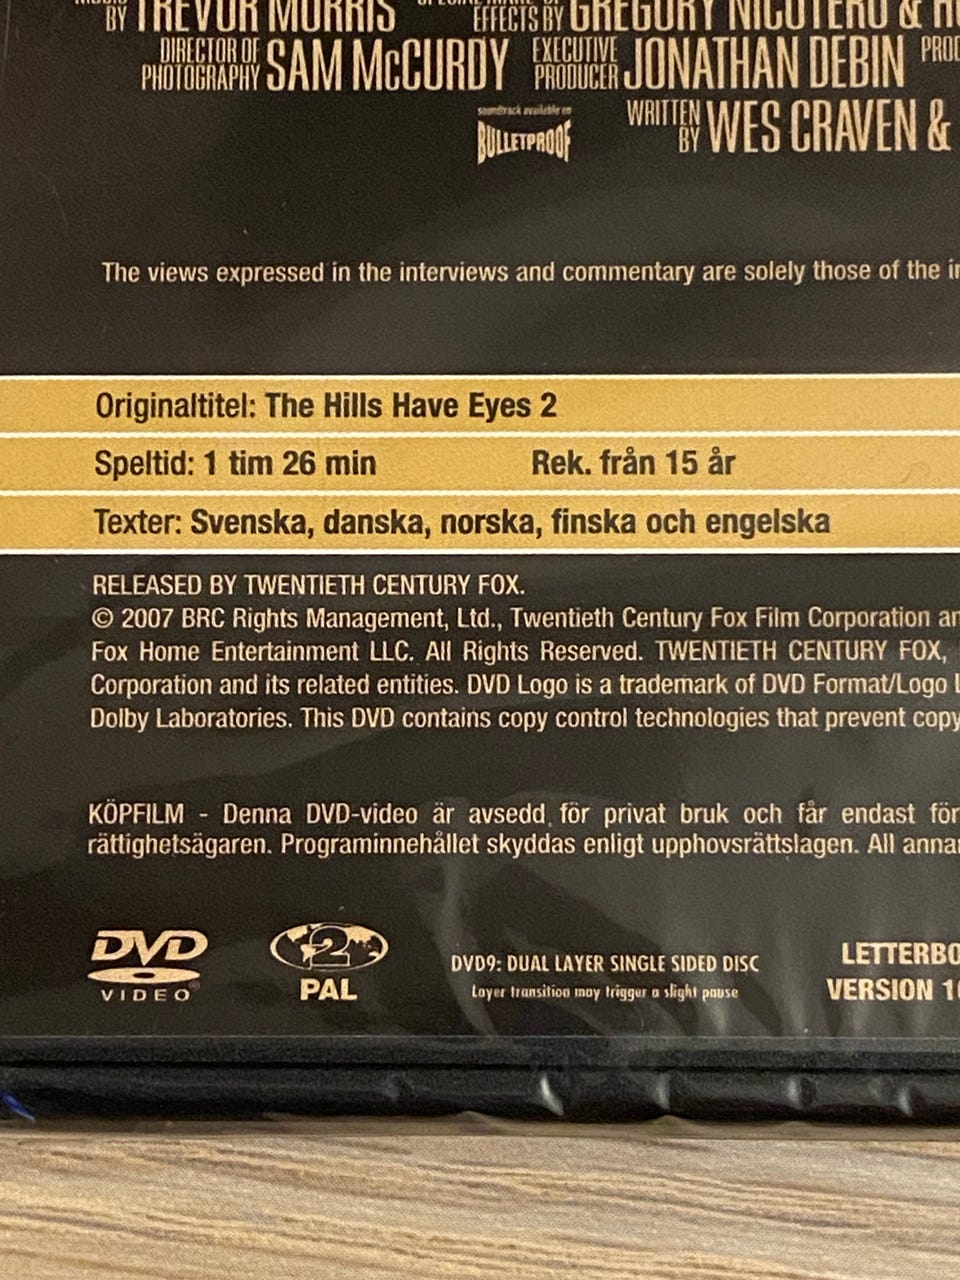 BY TREVOR MORRIS EFFECTS BY GREGORY NICOTERO &
DIRECTOR OF PHOTOGRAPHY SAM McCURDY EXECUTIVE PRODUCER JONATHAN DEBIN
soundtrack available on
BULLETPROOF
WRITTEN BY WES CRAVEN &
The views expressed in the interviews and commentary are solely those of the
Originaltitel: The Hills Have Eyes 2
Speltid: 1 tim 26 min Rek. från 15 år
Texter: Svenska, danska, norska, finska och engelska
RELEASED BY TWENTIETH CENTURY FOX.
© 2007 BRC Rights Management, Ltd., Twentieth Century Fox Film Corporation
Fox Home Entertainment LLC. All Rights Reserved. TWENTIETH CENTURY FOX,
Corporation and its related entities. DVD Logo is a trademark of DVD Format/Logo
Dolby Laboratories. This DVD contains copy control technologies that prevent copy
KÖPFILM - Denna DVD-video är avsedd för privat bruk och får endast för
rättighetsägaren. Programinnehållet skyddas enligt upphovsrättslagen. All
DVD
VIDEO
2
PAL
DVD9: DUAL LAYER SINGLE SIDED DISC
Layer transition may trigger a slight pause
LETTERBO
VERSION